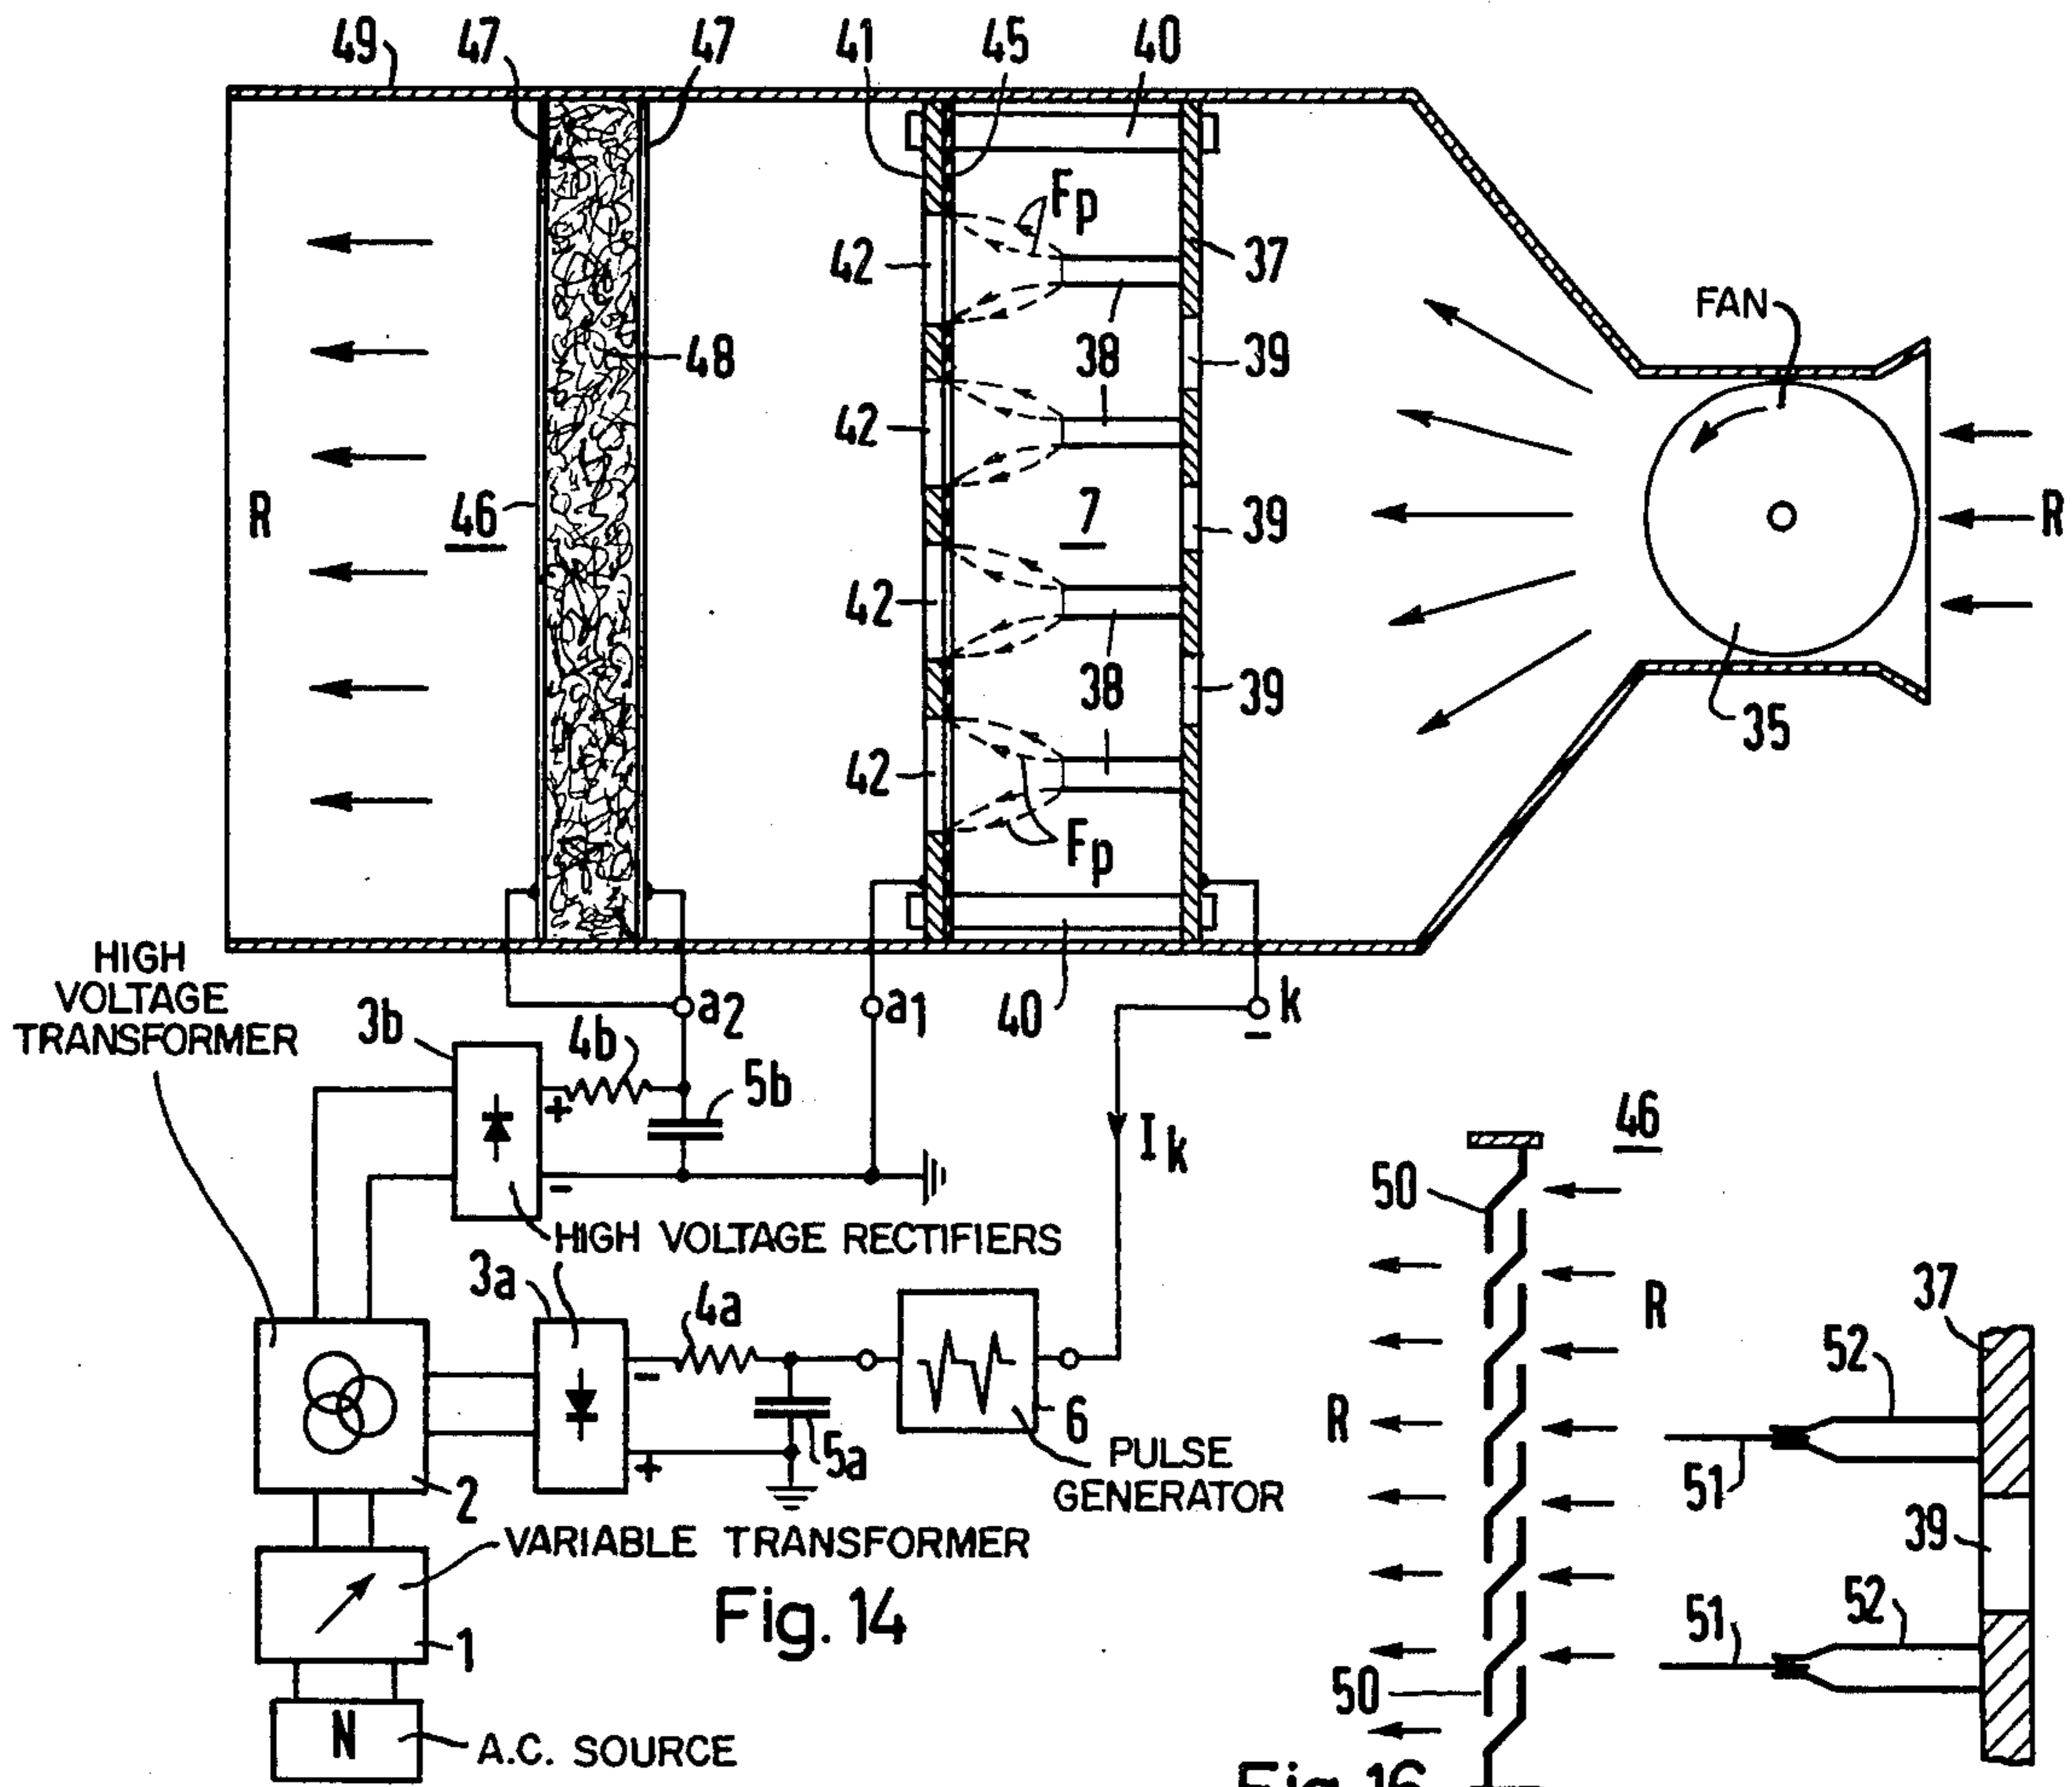 49 47 47 41 45 40
Fp
42 37
FAN
48 38 39
42
R 46 7 39 R
42
38 39
35
42
Fp
HIGH
VOLTAGE
TRANSFORMER
a2 a1 40 k
-
3b 4b 5b
+
Ik
-
46
50
HIGH VOLTAGE RECTIFIERS
3a 4a
R
37
-
52
6
R
+ 5a
PULSE
GENERATOR
51
2
39
VARIABLE TRANSFORMER
Fig. 14
52
51
1
50
N
A.C. SOURCE
Fig. 16